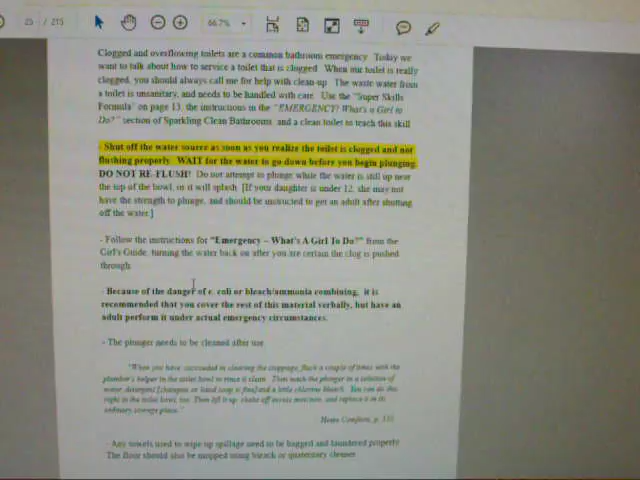 25 / 215
66.7%
Clogged and overflowing toilets are a common bathroom emergency. Today we
want to talk about how to service a toilet that is clogged. When our toilet is really
clogged, you should always call me for help with clean-up. The waste water from
a toilet is unsanitary, and needs to be handled with care. Use the "Super Skills
Formula" on page 13, the instructions in the "EMERGENCY! What's a Girl to
Do?" section of Sparkling Clean Bathrooms and a clean toilet to teach this skill.
- Shut off the water source as soon as you realize the toilet is clogged and not
flushing properly. WAIT for the water to go down before you begin plunging.
DO NOT RE-FLUSH! Do not attempt to plunge while the water is still up near
the top of the bowl, or it will splash. [If your daughter is under 12, she may not
have the strength to plunge, and should be instructed to get an adult after shutting
off the water.]
- Follow the instructions for "Emergency – What's A Girl To Do?" from the
Girl's Guide, turning the water back on after you are certain the clog is pushed
through.
- Because of the danger of e. coli or bleach/ammonia combining, it is
recommended that you cover the rest of this material verbally, but have an
adult perform it under actual emergency circumstances.
- The plunger needs to be cleaned after use.
"When you have succeeded in clearing the stoppage, flush a couple of times with the
plumber's helper in the toilet bowl to rinse it clean. Then wash the plunger in a solution of
water, detergent [shampoo or hand soap is fine] and a little chlorine bleach. You can do this
right in the toilet bowl, too. Then lift it up, shake off excess moisture, and replace it in its
ordinary storage place."
Home Comforts, p.
- Any towels used to wipe up spillage need to be bagged and laundered properly.
The floor should also be mopped using bleach or quaternary cleaner.